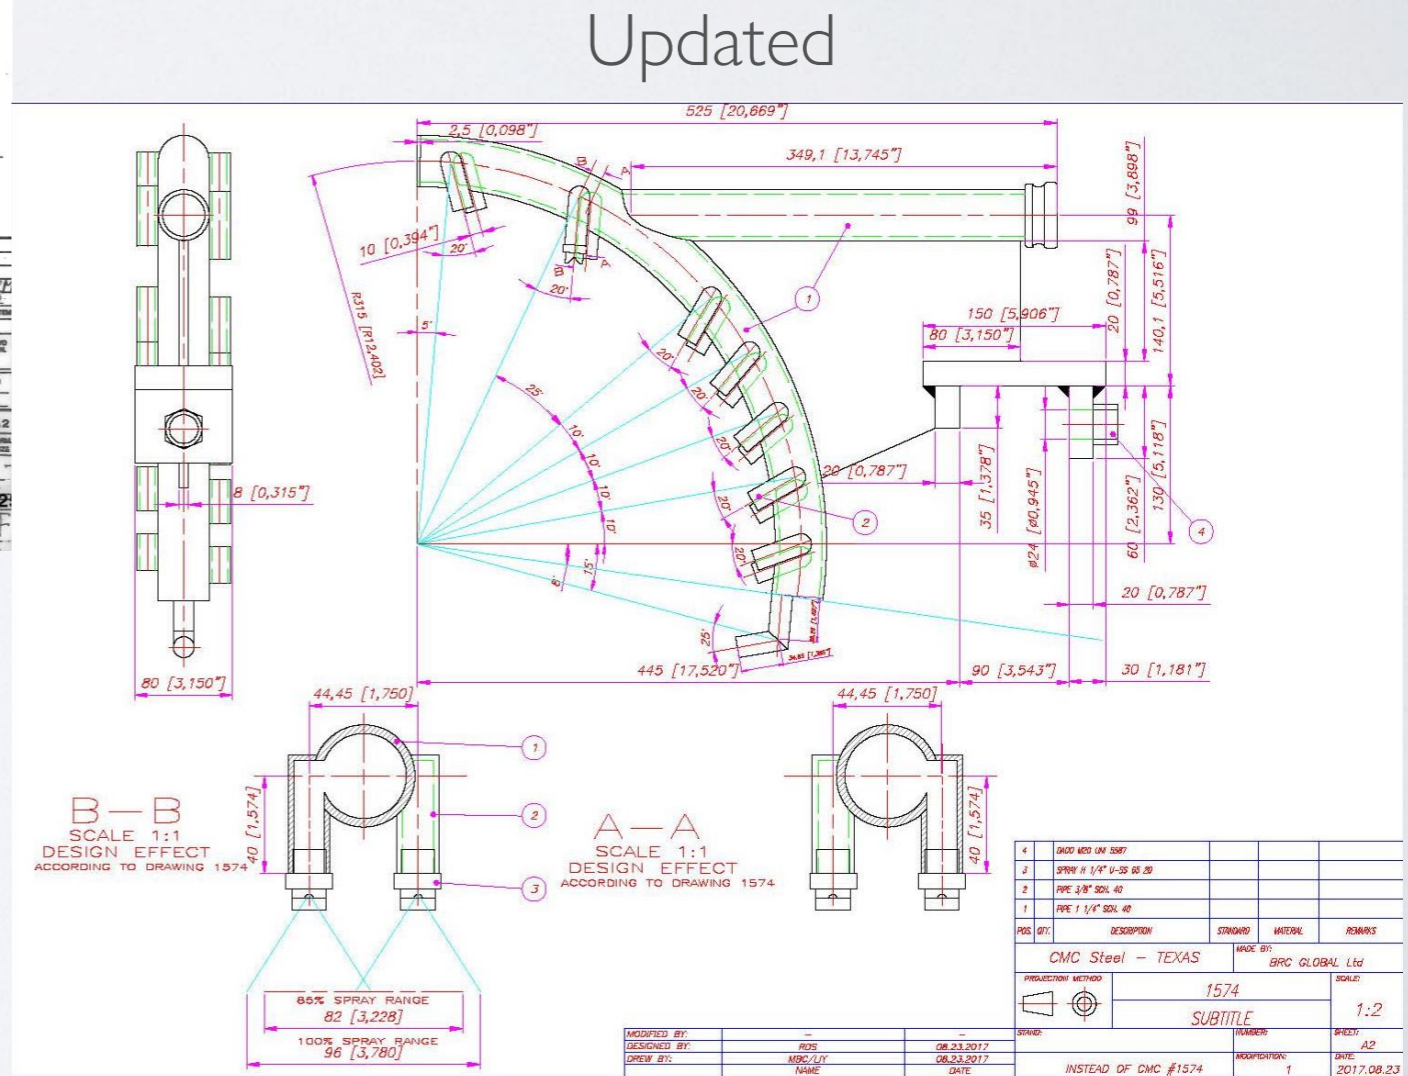 Updated
525 [20,669"]
2,5 [0,098"]
349,1 [13,745"]
99 [3,898"]
B
A
10 [0,394"]
20°
B
A
20°
R315 [R12,402]
5°
1
150 [5,906"]
80 [3,150"]
20 [0,787"]
140,1 [5,516"]
20°
20°
20°
20°
20°
25°
10°
10°
10°
10°
8°
15°
25°
8 [0,315"]
20 [0,787"]
2
35 [1,378"]
ø24 [ø0,945"]
60 [2,362"]
130 [5,118"]
4
20 [0,787"]
80 [3,150"]
445 [17,520"]
90 [3,543"]
30 [1,181"]
44,45 [1,750]
44,45 [1,750]
1
2
3
40 [1,574]
40 [1,574]
B—B
SCALE 1:1
DESIGN EFFECT
ACCORDING TO DRAWING 1574
A—A
SCALE 1:1
DESIGN EFFECT
ACCORDING TO DRAWING 1574
85% SPRAY RANGE
82 [3,228]
100% SPRAY RANGE
96 [3,780]
4 DADO M20 UNI 5587
3 SPRAY H 1/4" U-SS 65 20
2 PIPE 3/8" SCH. 40
1 PIPE 1 1/4" SCH. 40
POS. QTY. DESCRIPTION STANDARD MATERIAL REMARKS
CMC Steel - TEXAS MADE BY: BRC GLOBAL Ltd
PROJECTION METHOD 1574 SCALE: 1:2
SUBTITLE
STAND: NUMBER: SHEET: A2
INSTEAD OF CMC #1574 MODIFICATION: 1 DATE: 2017.08.23
MODIFIED BY: - -
DESIGNED BY: ROS 08.23.2017
DREW BY: MBC/LJY 08.23.2017
NAME DATE